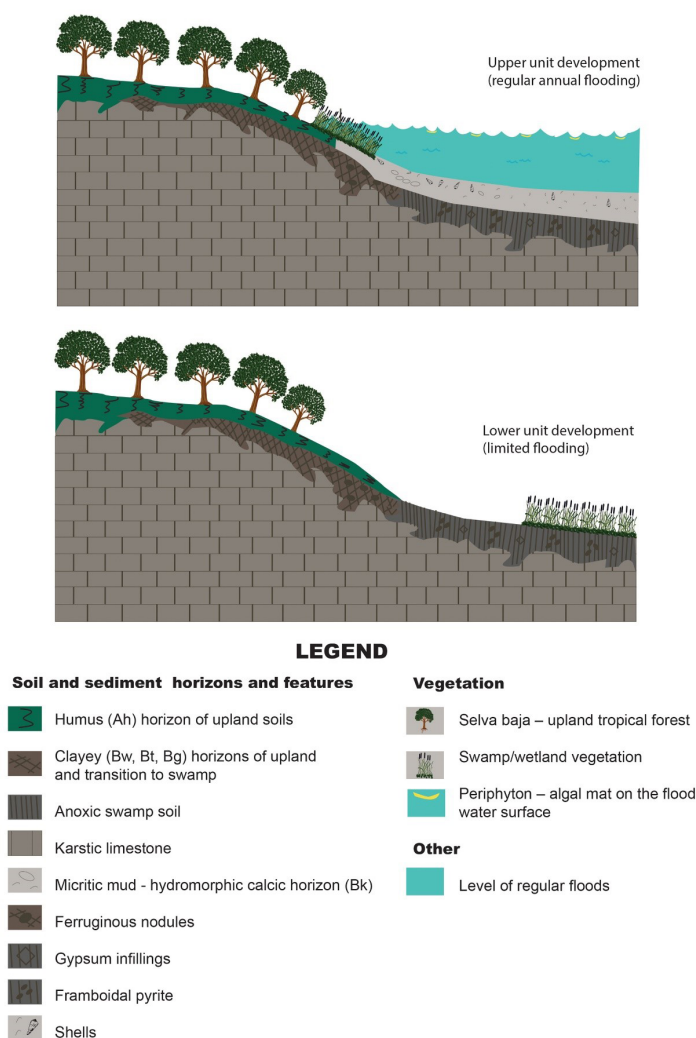 Upper unit development
(regular annual flooding)
Lower unit development
(limited flooding)
LEGEND
Soil and sediment horizons and features
Humus (Ah) horizon of upland soils
Clayey (Bw, Bt, Bg) horizons of upland
and transition to swamp
Anoxic swamp soil
Karstic limestone
Micritic mud - hydromorphic calcic horizon (Bk)
Ferruginous nodules
Gypsum infillings
Framboidal pyrite
Shells
Vegetation
Selva baja – upland tropical forest
Swamp/wetland vegetation
Periphyton – algal mat on the flood
water surface
Other
Level of regular floods